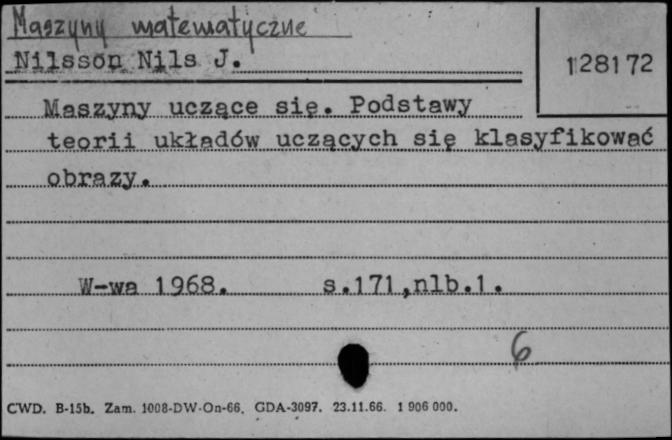 Maszyny matematyczne
Nilsson Nils J.
128172
Maszyny uczące się. Podstawy
teorii układów uczących się klasyfikować
obrazy.
W-wa 1968. s.171,nlb.1.
6
CWD. B-15b. Zam. 1008-DW-On-66. GDA-3097. 23.11.66. 1 906 000.